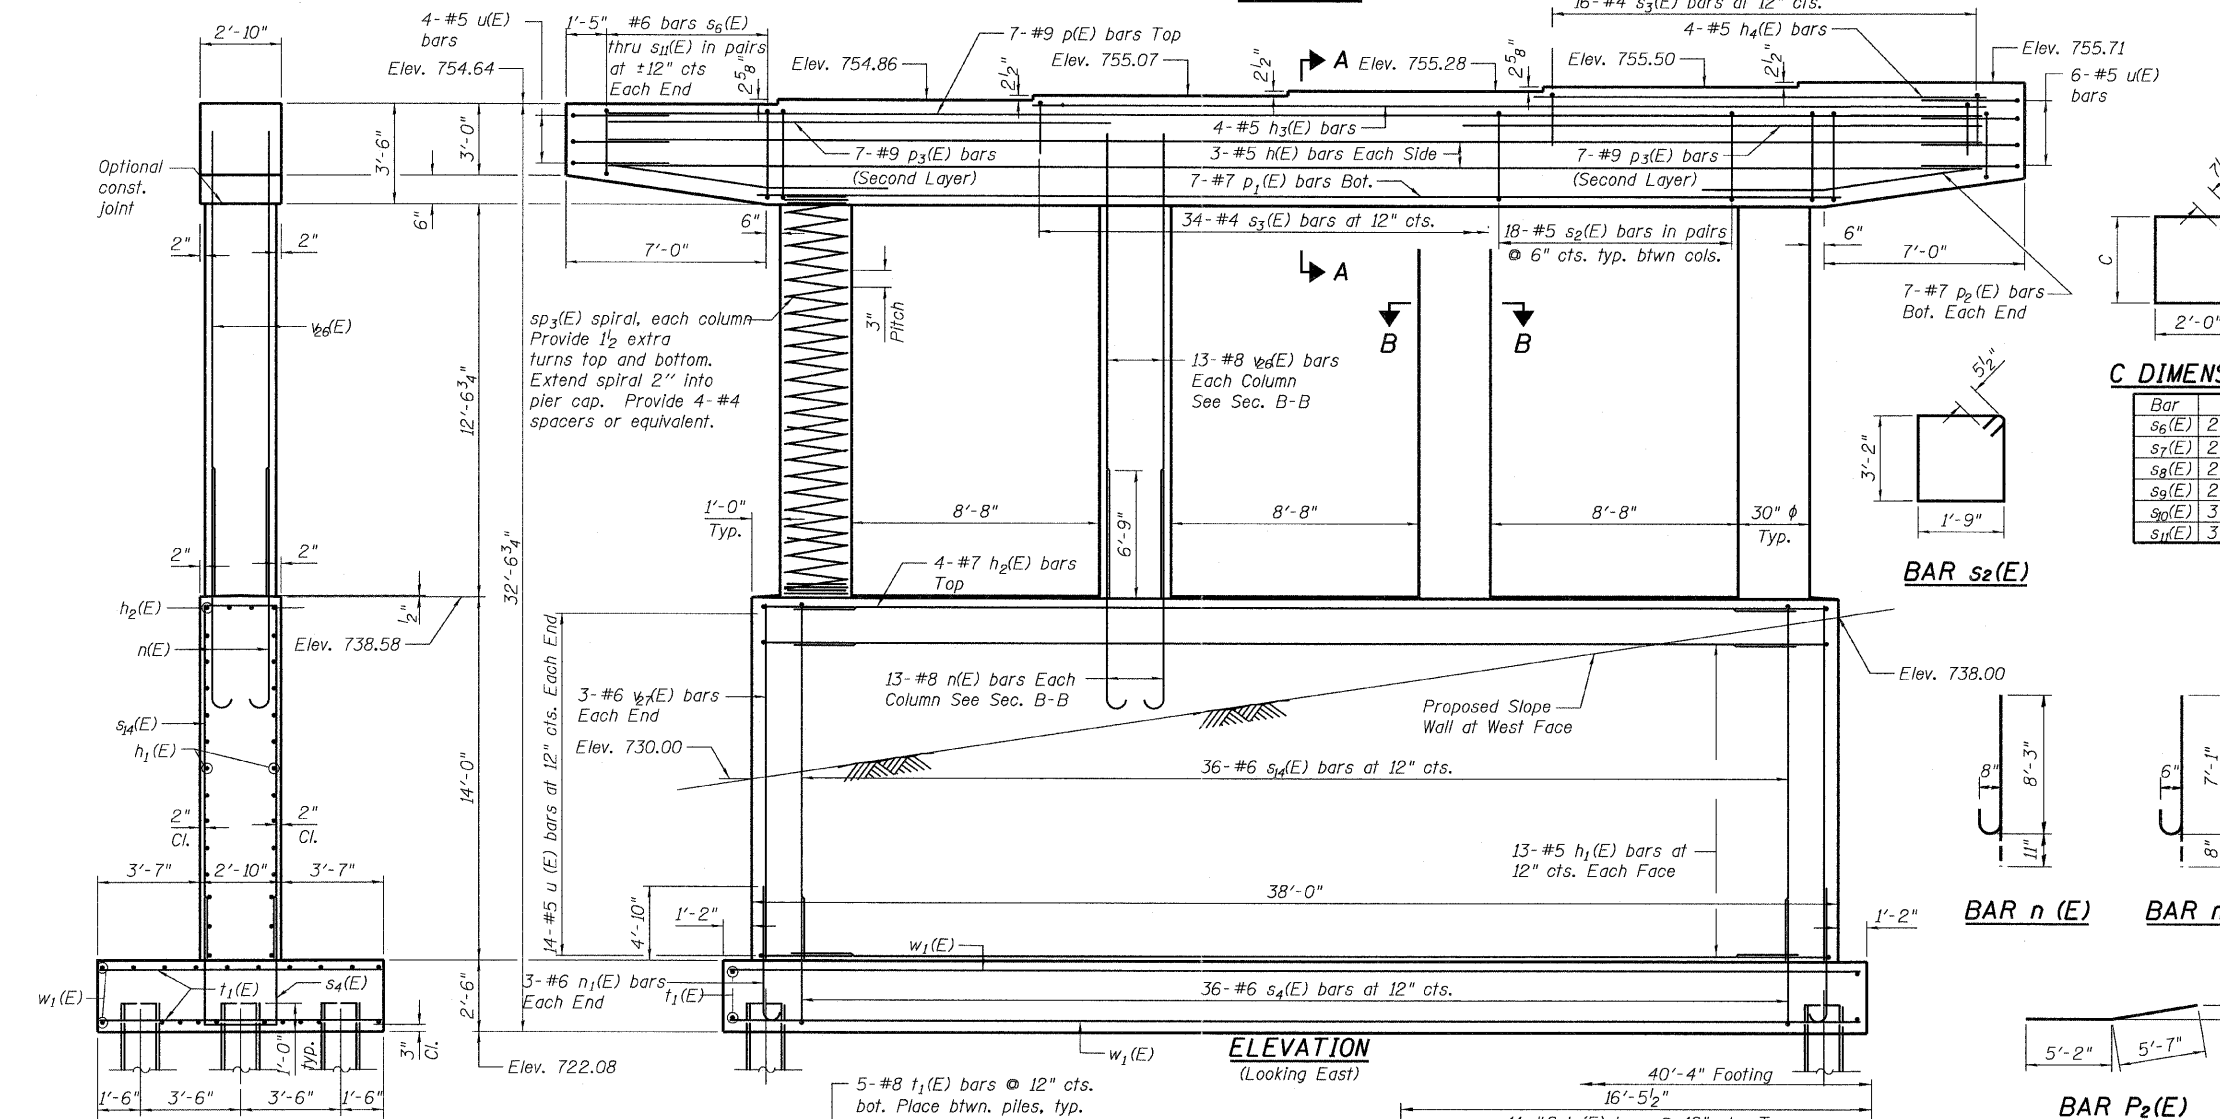 16-#4 s3(E) bars at 12" cts.
4-#5 u(E)
bars
1'-5"
#6 bars s6(E)
thru s11(E) in pairs
at ±12" cts
Each End
7-#9 p(E) bars Top
4-#5 h4(E) bars
2'-10"
Elev. 754.64
2 5/8"
Elev. 754.86
2 1/2"
Elev. 755.07
2 1/2"
A
Elev. 755.28
2 5/8"
Elev. 755.50
2 1/2"
Elev. 755.71
6-#5 u(E)
bars
3'-6"
3'-0"
Optional
const.
joint
6"
4-#5 h3(E) bars
7-#9 p3(E) bars
(Second Layer)
3-#5 h(E) bars Each Side
7-#9 p3(E) bars
(Second Layer)
7-#7 p1(E) bars Bot.
6"
34-#4 s3(E) bars at 12" cts.
18-#5 s2(E) bars in pairs
@ 6" cts. typ. btwn cols.
6"
2"
2"
7'-0"
A
7'-0"
C
7-#7 p2(E) bars
Bot. Each End
2'-0"
v26(E)
sp3(E) spiral, each column
Provide 1 1/2 extra
turns top and bottom.
Extend spiral 2" into
pier cap. Provide 4-#4
spacers or equivalent.
3"
Pitch
B
B
13-#8 v26(E) bars
Each Column
See Sec. B-B
5 1/2"
C DIMENS
Bar
s6(E) 2
s7(E) 2
s8(E) 2
s9(E) 2
s10(E) 3
s11(E) 3
12'-6 3/4"
3'-2"
1'-9"
BAR s2(E)
1'-0"
Typ.
8'-8"
6'-9"
8'-8"
8'-8"
30" ϕ
Typ.
2"
2"
32'-6 3/4"
4-#7 h2(E) bars
Top
h2(E)
1/2"
n(E)
Elev. 738.58
14-#5 u (E) bars at 12" cts. Each End
3-#6 v27(E) bars
Each End
13-#8 n(E) bars Each
Column See Sec. B-B
Proposed Slope
Wall at West Face
Elev. 738.00
s14(E)
h1(E)
Elev. 730.00
36-#6 s14(E) bars at 12" cts.
14'-0"
8"
8'-3"
11"
6"
7'-1"
8"
2"
Cl.
2"
Cl.
13-#5 h1(E) bars at
12" cts. Each Face
3'-7"
2'-10"
3'-7"
38'-0"
4'-10"
1'-2"
1'-2"
BAR n (E)
BAR n
w1(E)
w1(E)
t1(E)
s4(E)
3-#6 n1(E) bars
Each End
t1(E)
36-#6 s4(E) bars at 12" cts.
2'-6"
1'-0"
typ.
3"
Cl.
Elev. 722.08
w1(E)
ELEVATION
(Looking East)
5'-2"
5'-7"
1'-6"
3'-6"
3'-6"
1'-6"
5-#8 t1(E) bars @ 12" cts.
bot. Place btwn. piles, typ.
40'-4" Footing
16'-5 1/2"
BAR P2(E)